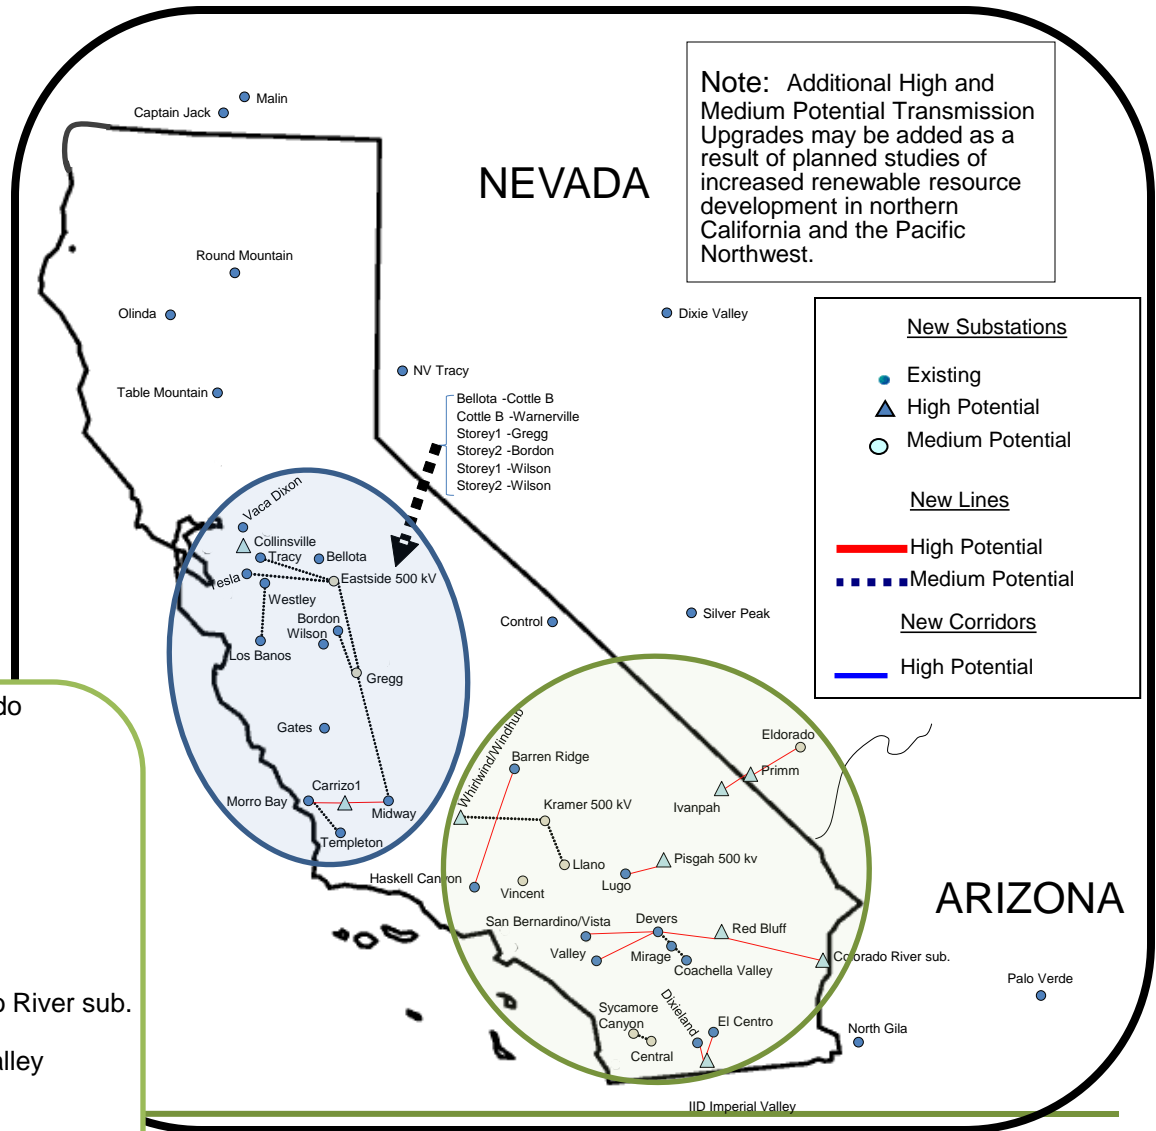 Malin
Captain Jack
NEVADA
Note: Additional High and
Medium Potential Transmission
Upgrades may be added as a
result of planned studies of
increased renewable resource
development in northern
California and the Pacific
Northwest.
Round Mountain
Olinda
Dixie Valley
NV Tracy
Table Mountain
Bellota -Cottle B
Cottle B -Warnerville
Storey1 -Gregg
Storey2 -Bordon
Storey1 -Wilson
Storey2 -Wilson
New Substations
Existing
High Potential
Medium Potential
New Lines
High Potential
Medium Potential
New Corridors
High Potential
Vaca Dixon
Collinsville
Tracy
Bellota
Tesla
Eastside 500 kV
Westley
Bordon
Wilson
Los Banos
Gregg
Control
Silver Peak
Gates
Carrizo1
Morro Bay
Midway
Templeton
Whirlwind/Windhub
Barren Ridge
Eldorado
Primm
Ivanpah
Kramer 500 kV
Llano
Pisgah 500 kv
Lugo
Haskell Canyon
Vincent
ARIZONA
San Bernardino/Vista
Devers
Red Bluff
Valley
Mirage
Coachella Valley
Colorado River sub.
Palo Verde
Dixieland
Sycamore
Canyon
El Centro
Central
North Gila
IID Imperial Valley
do
o River sub.
alley